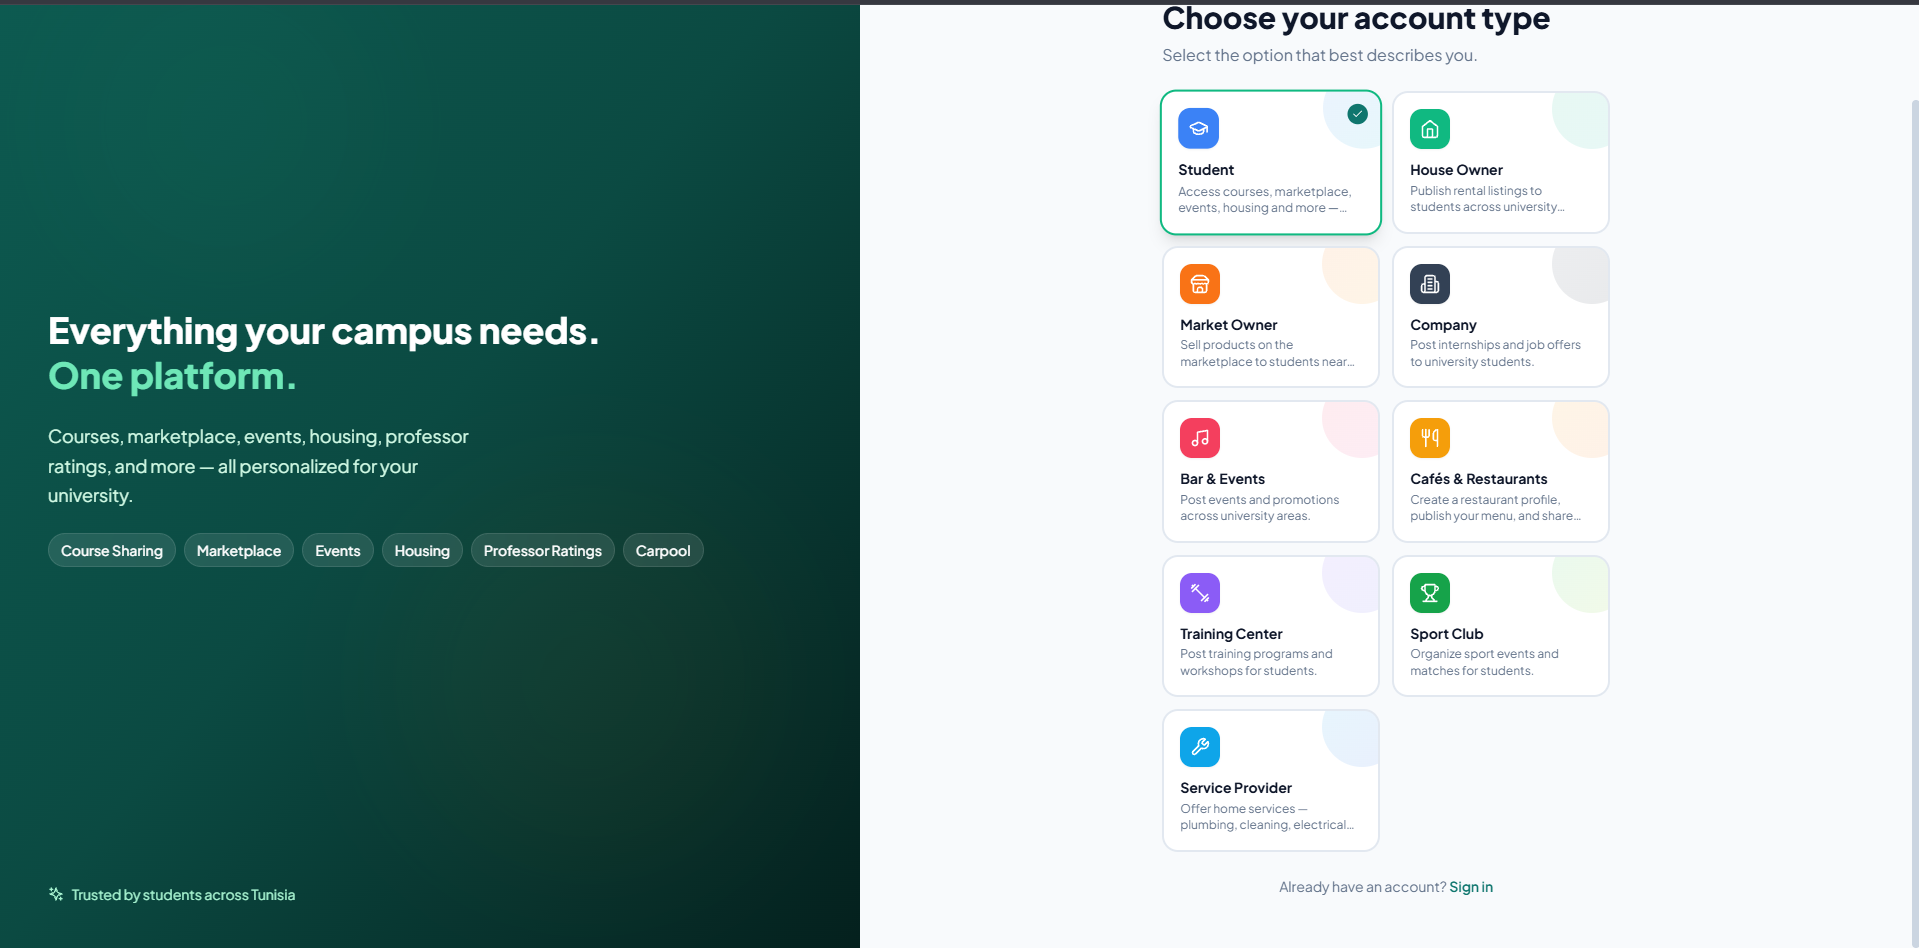 Everything your campus needs.
One platform.
Courses, marketplace, events, housing, professor
ratings, and more — all personalized for your
university.
Course Sharing
Marketplace
Events
Housing
Professor Ratings
Carpool
Trusted by students across Tunisia
Choose your account type
Select the option that best describes you.
Student
Access courses, marketplace,
events, housing and more —…
House Owner
Publish rental listings to
students across university…
Market Owner
Sell products on the
marketplace to students near…
Company
Post internships and job offers
to university students.
Bar & Events
Post events and promotions
across university areas.
Cafés & Restaurants
Create a restaurant profile,
publish your menu, and share…
Training Center
Post training programs and
workshops for students.
Sport Club
Organize sport events and
matches for students.
Service Provider
Offer home services —
plumbing, cleaning, electrical…
Already have an account? Sign in